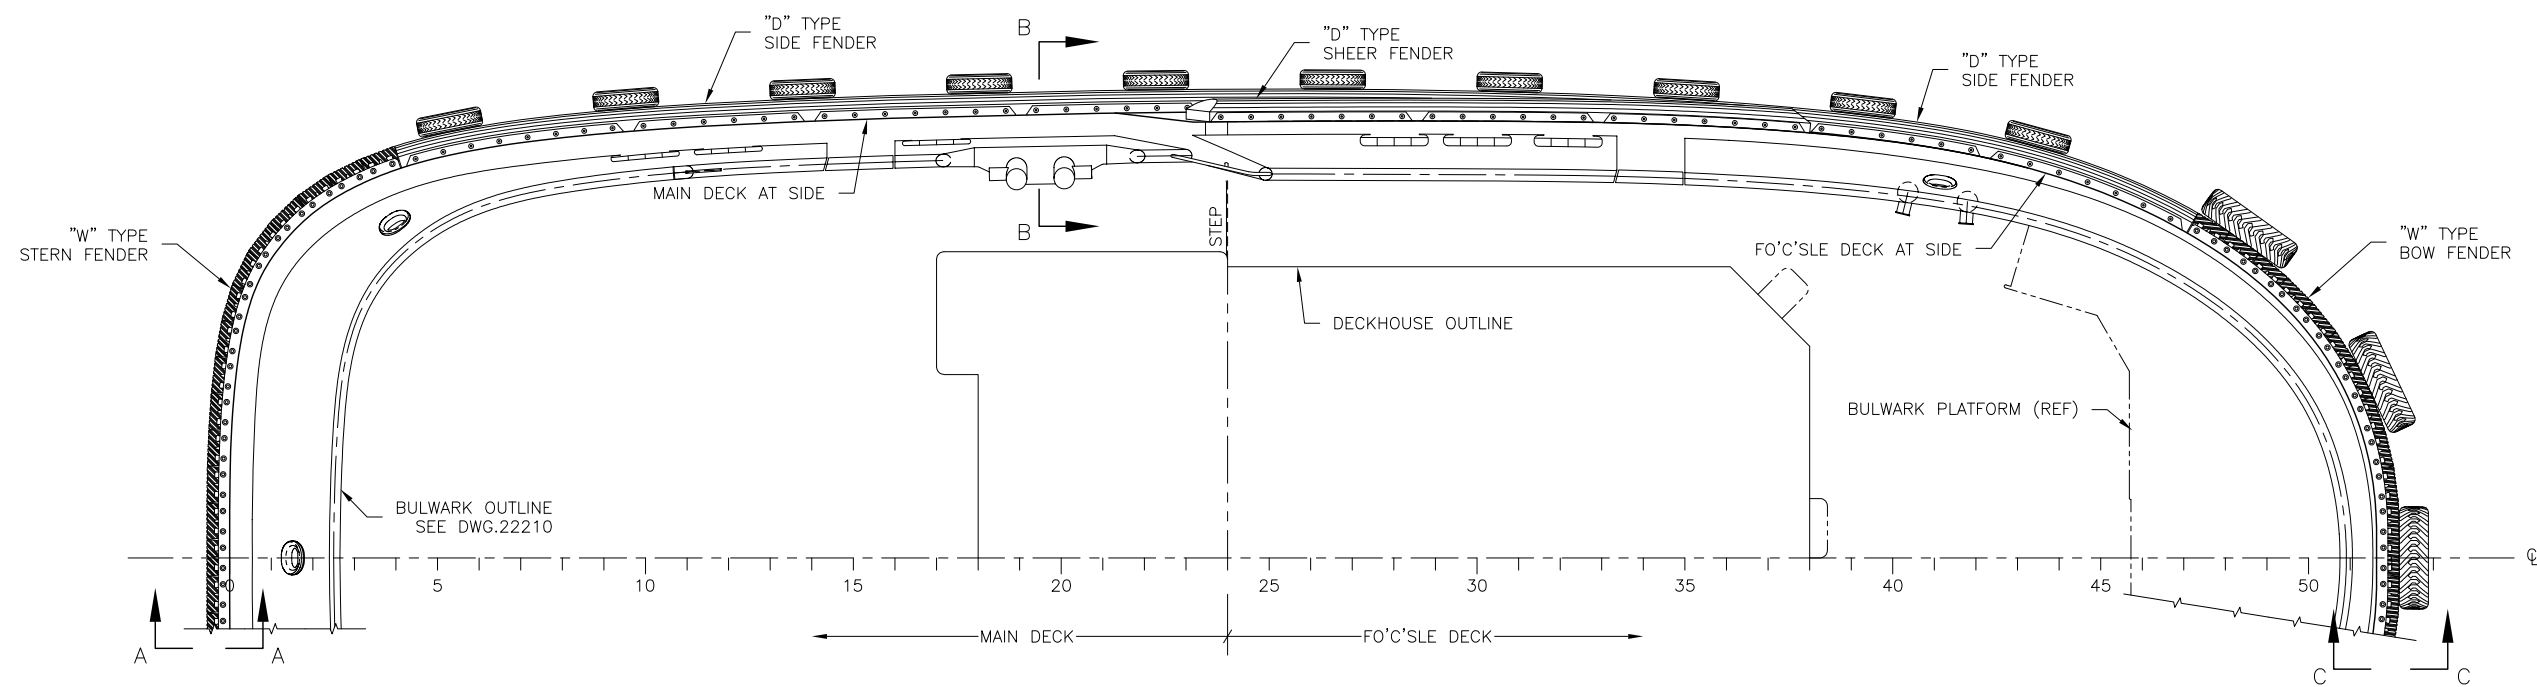 "D" TYPE
SIDE FENDER
B
"D" TYPE
SHEER FENDER
"D" TYPE
SIDE FENDER
MAIN DECK AT SIDE
B
STEP
"W" TYPE
STERN FENDER
FO'C'SLE DECK AT SIDE
"W" TYPE
BOW FENDER
DECKHOUSE OUTLINE
BULWARK PLATFORM (REF)
BULWARK OUTLINE
SEE DWG.22210
℄
0 5 10 15 20 25 30 35 40 45 50
MAIN DECK
FO'C'SLE DECK
A A
C C